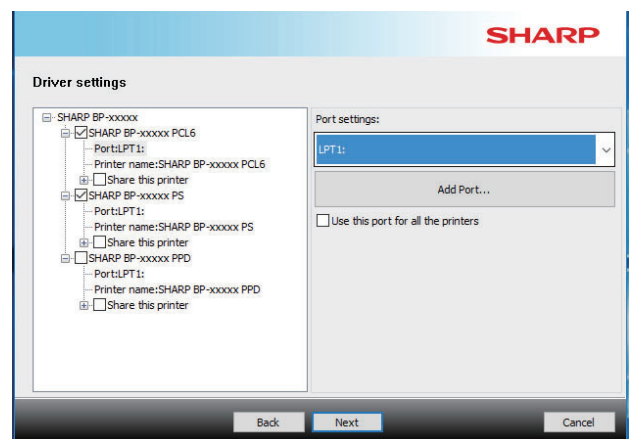 SHARP
Driver settings
SHARP BP-xxxxx
SHARP BP-xxxxx PCL6
Port:LPT1:
Printer name:SHARP BP-xxxxx PCL6
Share this printer
SHARP BP-xxxxx PS
Port:LPT1:
Printer name:SHARP BP-xxxxx PS
Share this printer
SHARP BP-xxxxx PPD
Port:LPT1:
Printer name:SHARP BP-xxxxx PPD
Share this printer
Port settings:
LPT1:
Add Port...
Use this port for all the printers
Back
Next
Cancel